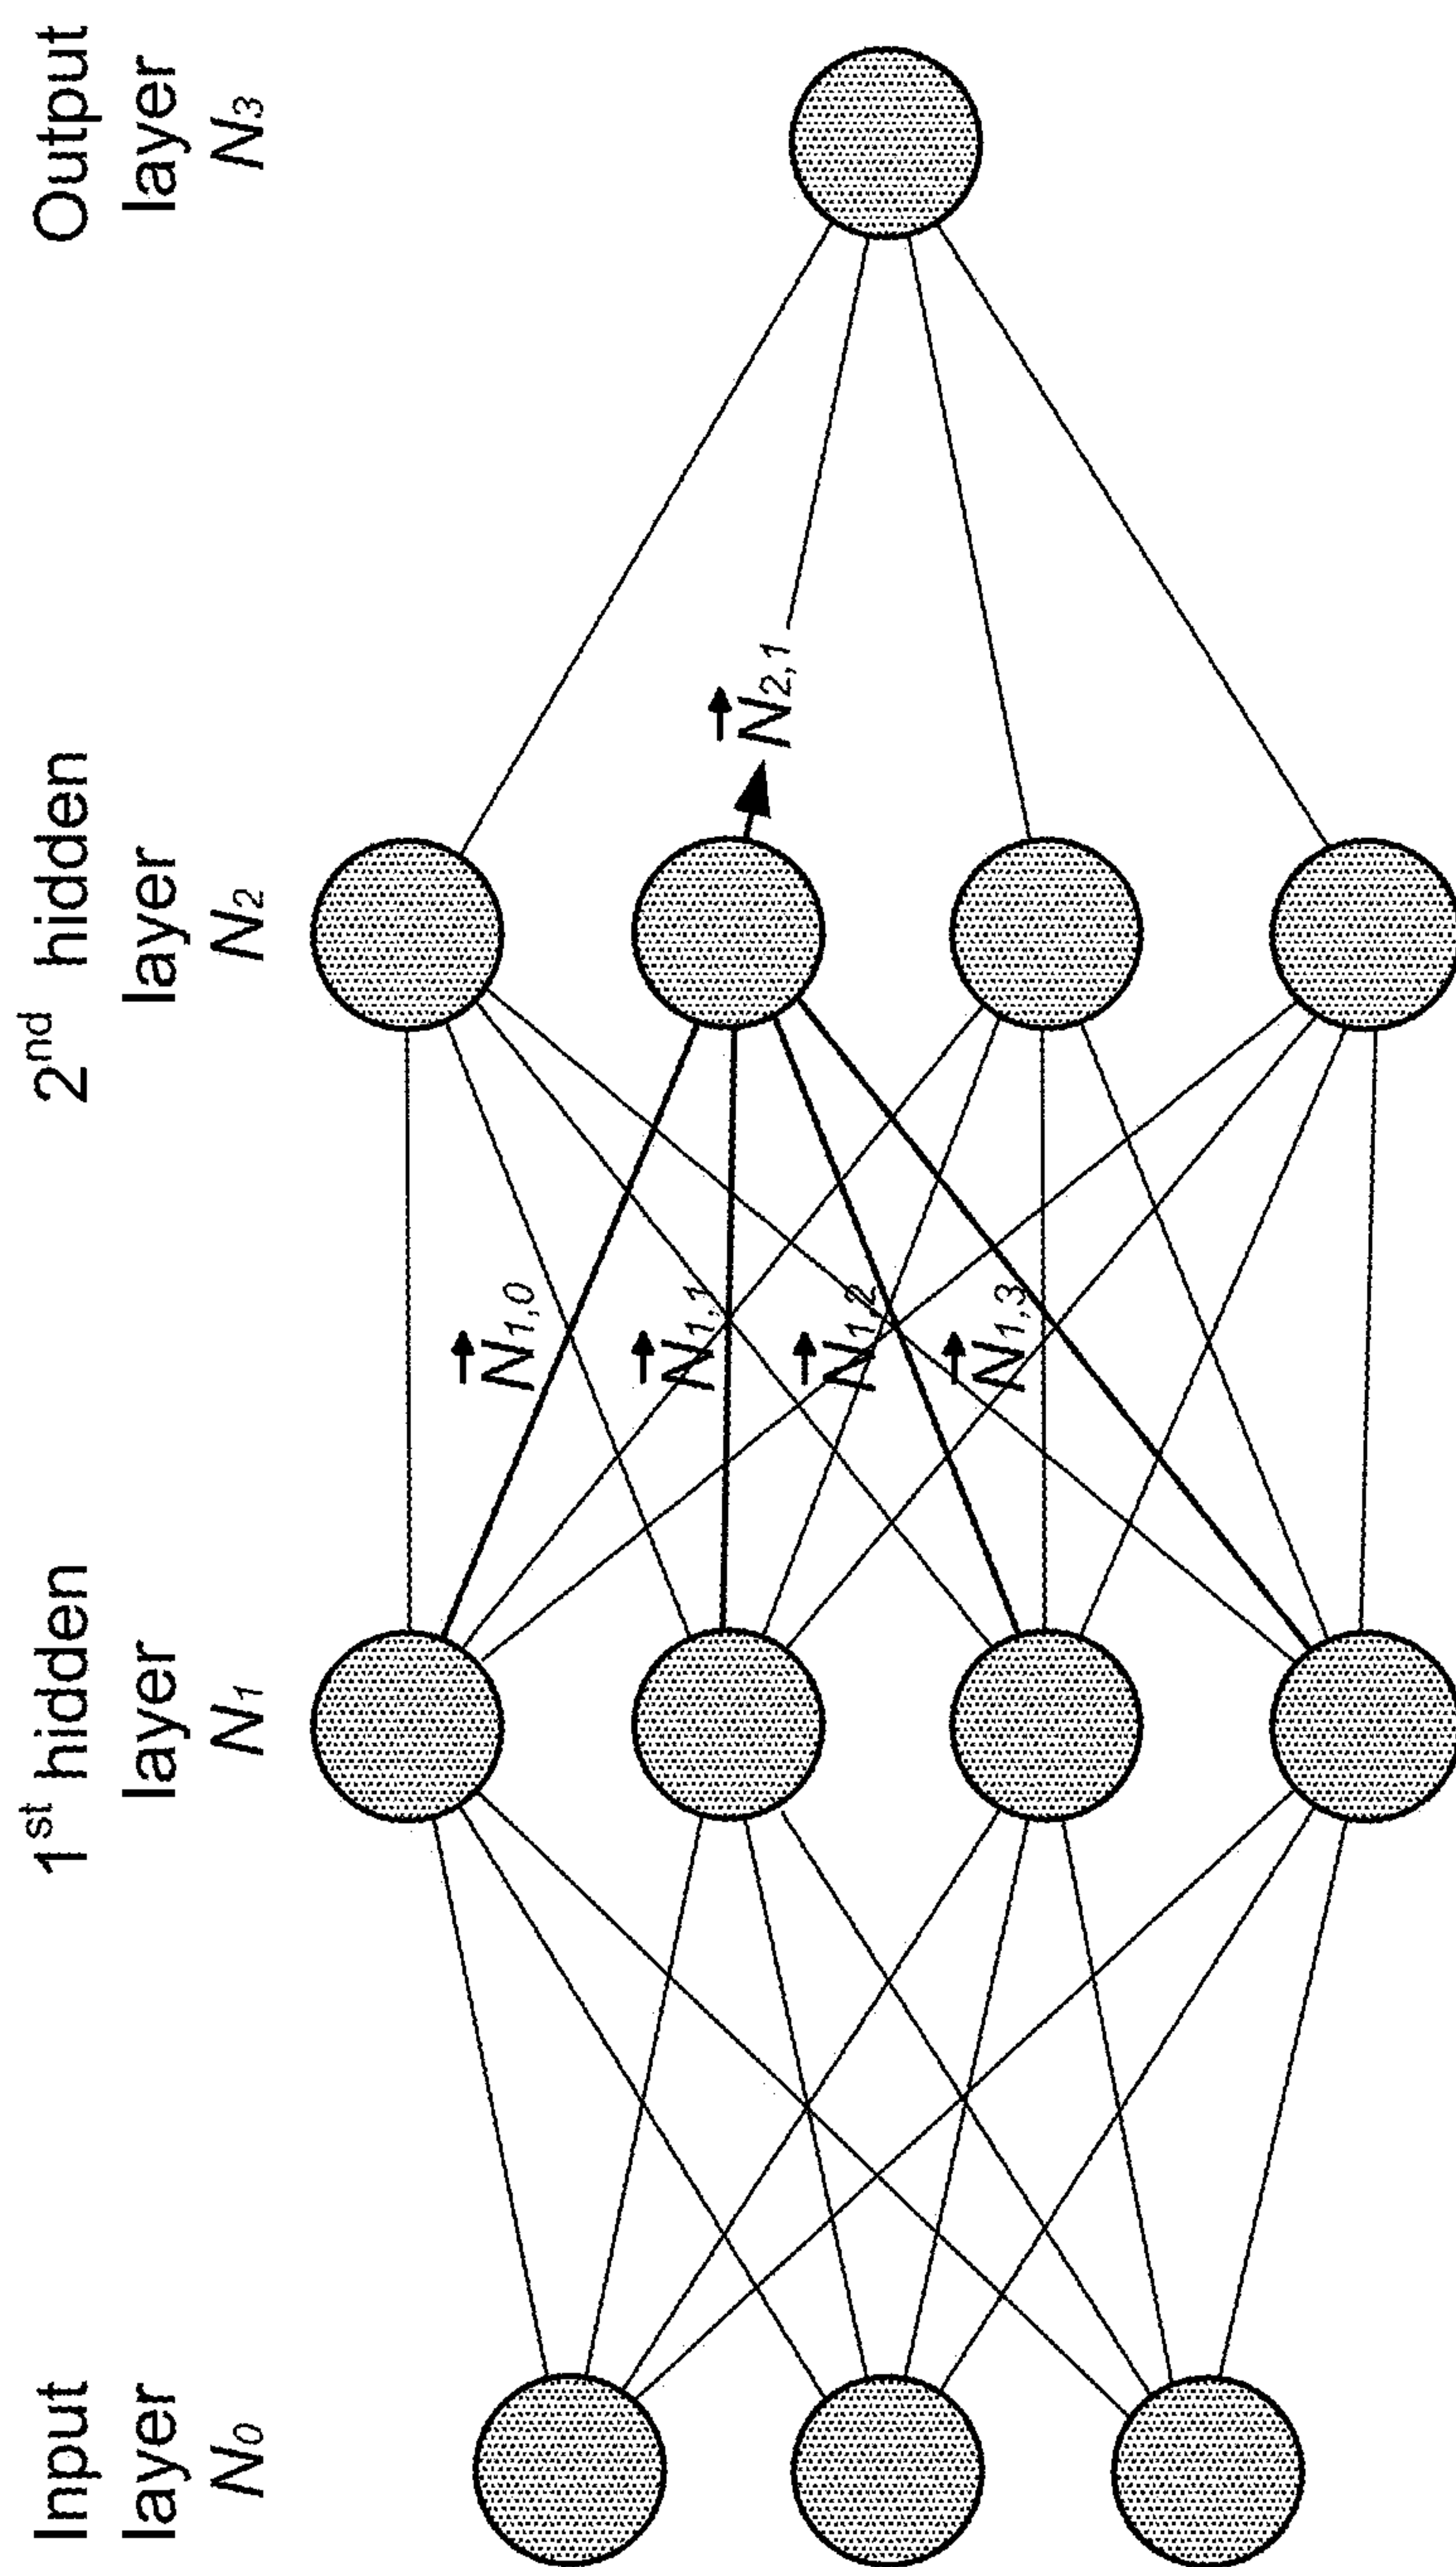 Input
layer
N₀
1ˢᵗ hidden
layer
N₁
2ⁿᵈ hidden
layer
N₂
Output
layer
N₃
N⃗₁,₀
N⃗₁,₁
N⃗₁,₂
N⃗₁,₃
N⃗₂,₁